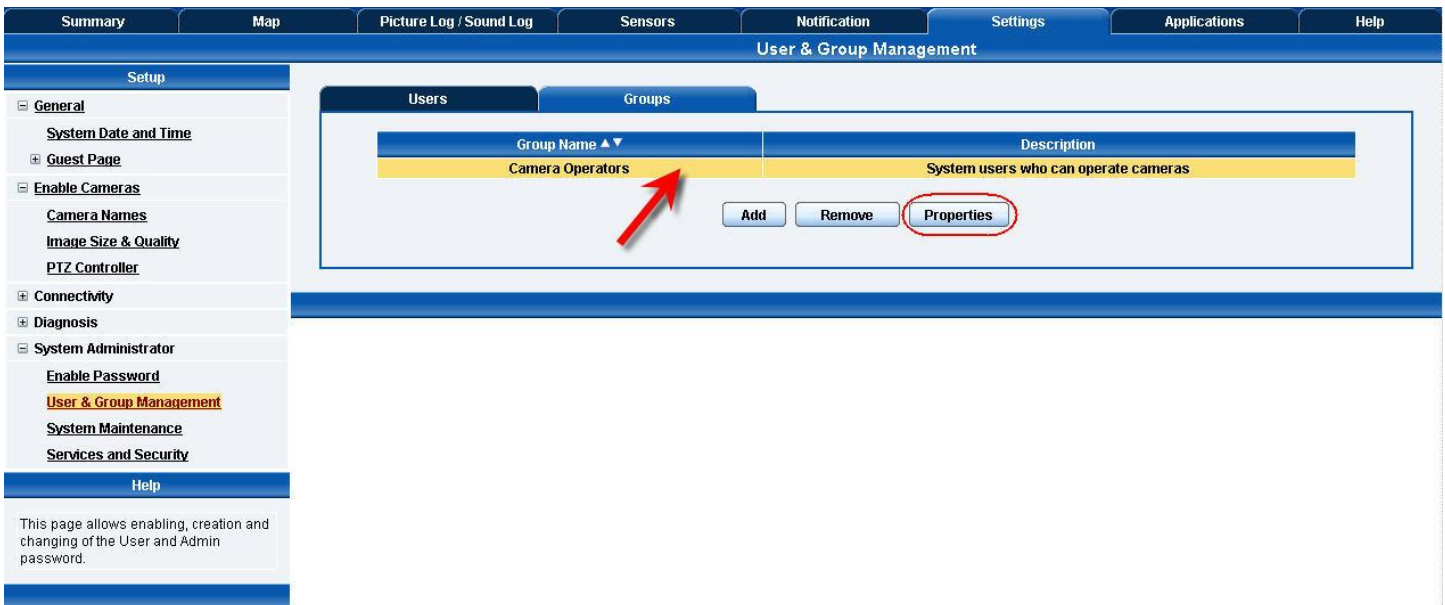 Summary Map Picture Log / Sound Log Sensors Notification Settings Applications Help
User & Group Management
Setup
General
System Date and Time
Guest Page
Enable Cameras
Camera Names
Image Size & Quality
PTZ Controller
Connectivity
Diagnosis
System Administrator
Enable Password
User & Group Management
System Maintenance
Services and Security
Help
This page allows enabling, creation and
changing of the User and Admin
password.
Users Groups
Group Name ▲▼ Description
Camera Operators System users who can operate cameras
Add Remove Properties